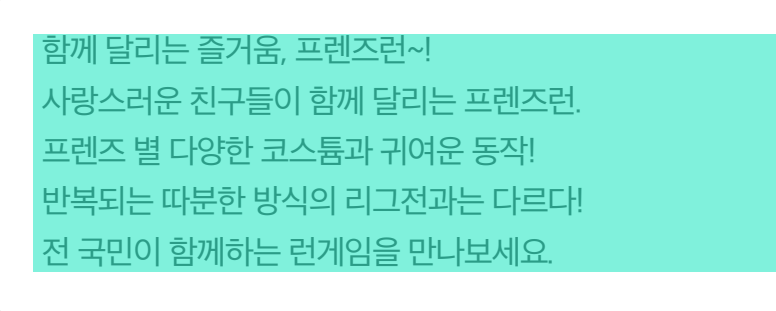 함께 달리는 즐거움, 프렌즈런~!
사랑스러운 친구들이 함께 달리는 프렌즈런.
프렌즈 별 다양한 코스튬과 귀여운 동작!
반복되는 따분한 방식의 리그전과는 다르다!
전 국민이 함께하는 런게임을 만나보세요.